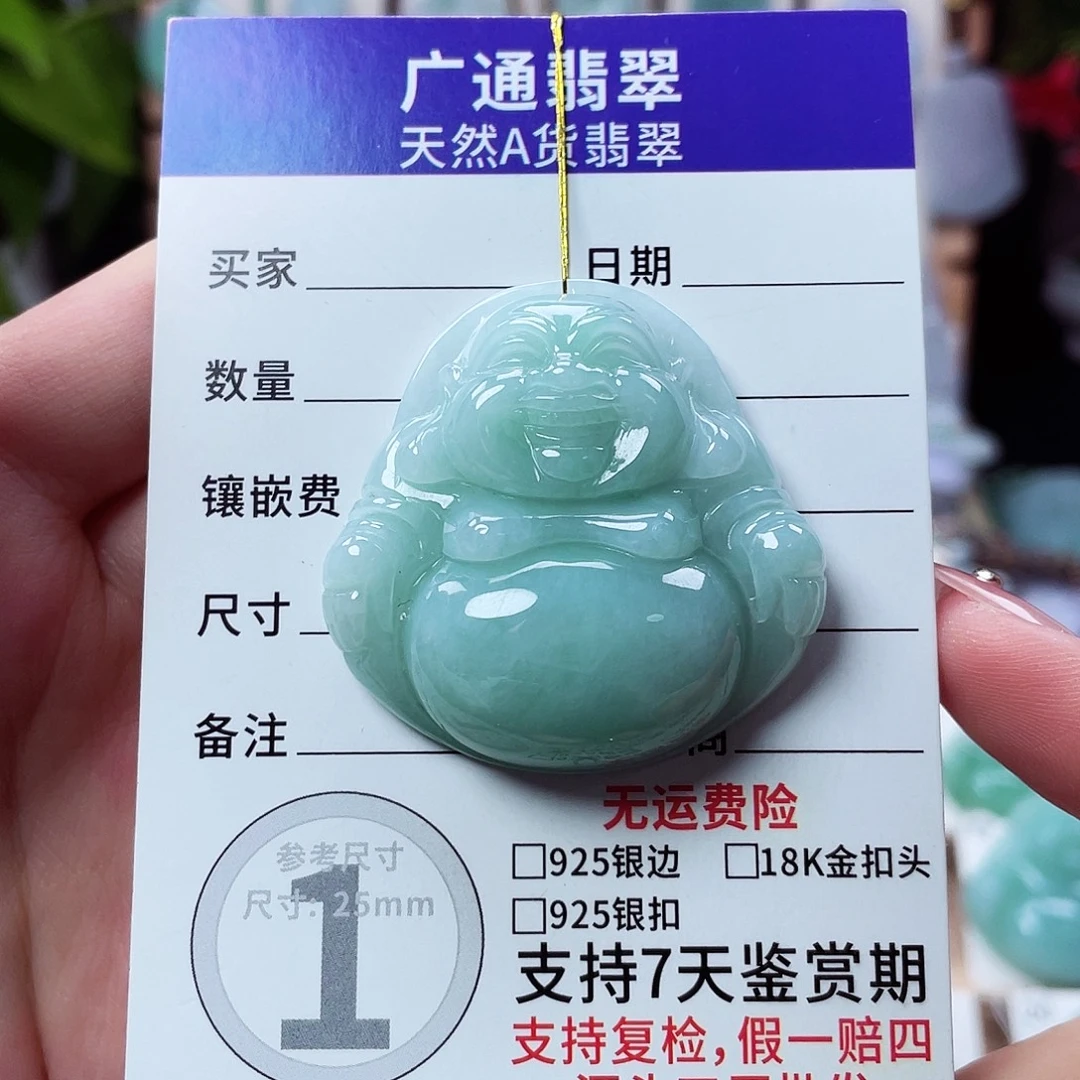 广通翡翠
天然A货翡翠
买家 日期
数量
镶嵌费
尺寸
备注
无运费险
参考尺寸
尺寸: 25mm
1
□925银边 □18K金扣头
□925银扣
支持7天鉴赏期
支持复检,假一赔四